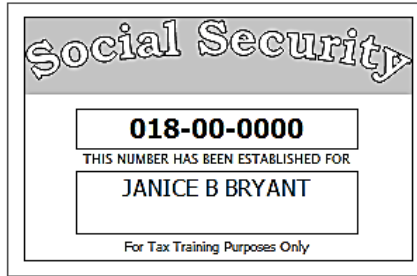 Social Security
018-00-0000
THIS NUMBER HAS BEEN ESTABLISHED FOR
JANICE B BRYANT
For Tax Training Purposes Only